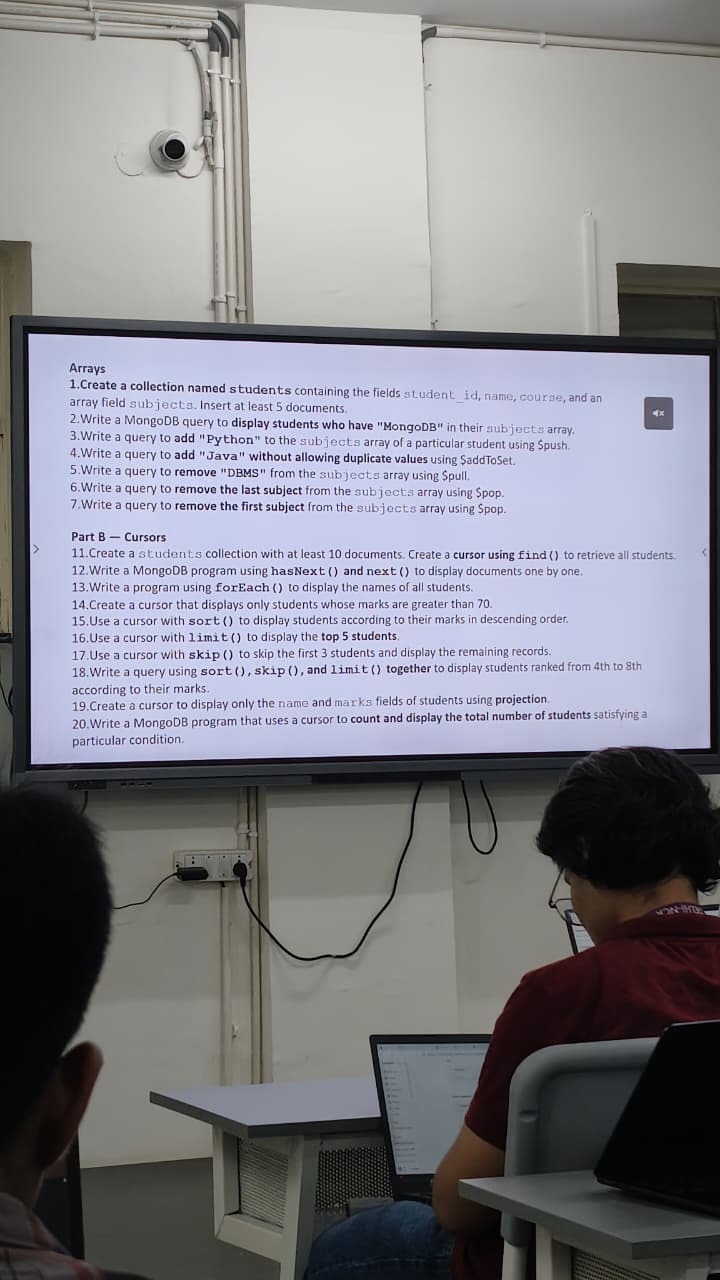 Arrays
1.Create a collection named students containing the fields student_id, name, course, and an
array field subjects. Insert at least 5 documents.
2.Write a MongoDB query to display students who have "MongoDB" in their subjects array.
3.Write a query to add "Python" to the subjects array of a particular student using $push.
4.Write a query to add "Java" without allowing duplicate values using $addToSet.
5.Write a query to remove "DBMS" from the subjects array using $pull.
6.Write a query to remove the last subject from the subjects array using $pop.
7.Write a query to remove the first subject from the subjects array using $pop.
Part B — Cursors
11.Create a students collection with at least 10 documents. Create a cursor using find() to retrieve all students.
12.Write a MongoDB program using hasNext() and next() to display documents one by one.
13.Write a program using forEach() to display the names of all students.
14.Create a cursor that displays only students whose marks are greater than 70.
15.Use a cursor with sort() to display students according to their marks in descending order.
16.Use a cursor with limit() to display the top 5 students.
17.Use a cursor with skip() to skip the first 3 students and display the remaining records.
18.Write a query using sort(), skip(), and limit() together to display students ranked from 4th to 8th
according to their marks.
19.Create a cursor to display only the name and marks fields of students using projection.
20.Write a MongoDB program that uses a cursor to count and display the total number of students satisfying a
particular condition.